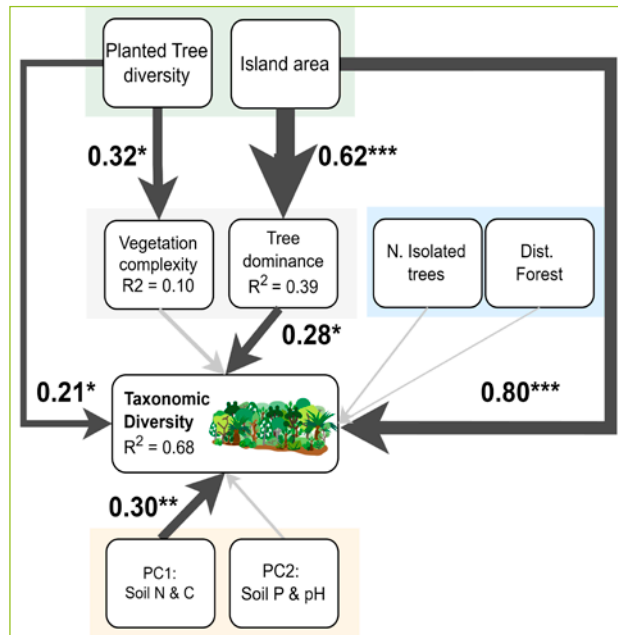 Planted Tree
diversity
Island area
0.32*
0.62***
Vegetation
complexity
R2 = 0.10
Tree
dominance
R² = 0.39
N. Isolated
trees
Dist.
Forest
0.28*
0.21*
Taxonomic
Diversity
R² = 0.68
0.80***
0.30**
PC1:
Soil N & C
PC2:
Soil P & pH